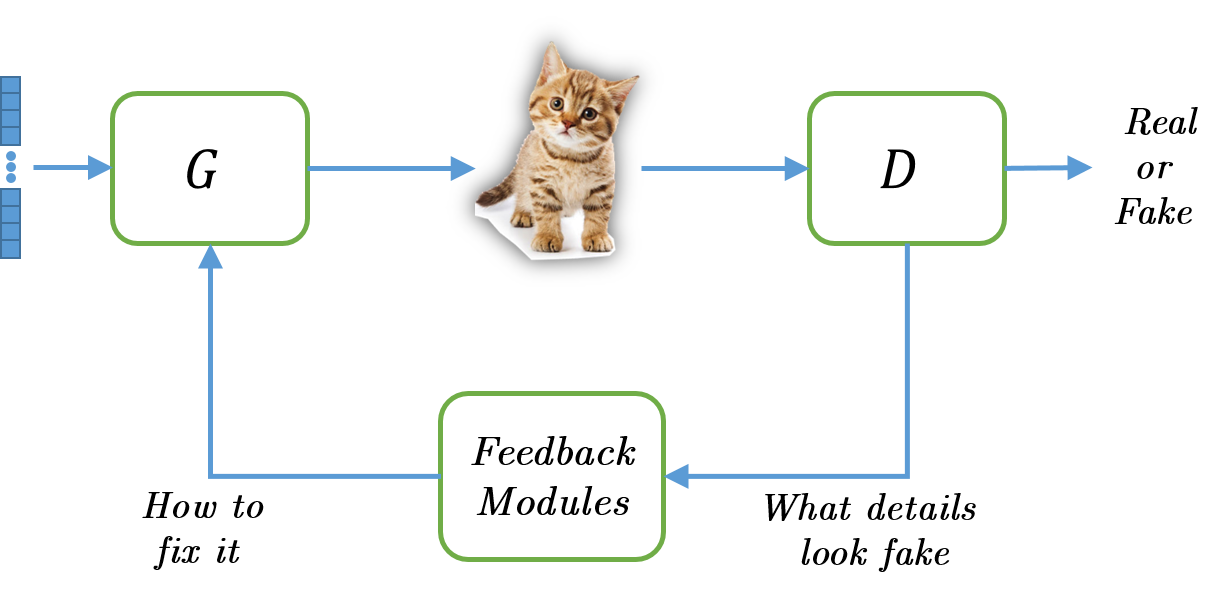 G
D
Real
or
Fake
Feedback
Modules
How to
fix it
What details
look fake